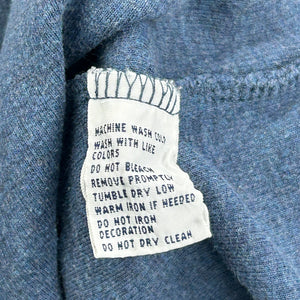 MACHINE WASH COLD
WASH WITH LIKE
COLORS
DO NOT BLEACH
REMOVE PROMPTLY
TUMBLE DRY LOW
WARM IRON IF NEEDED
DO NOT IRON
DECORATION
DO NOT DRY CLEAN